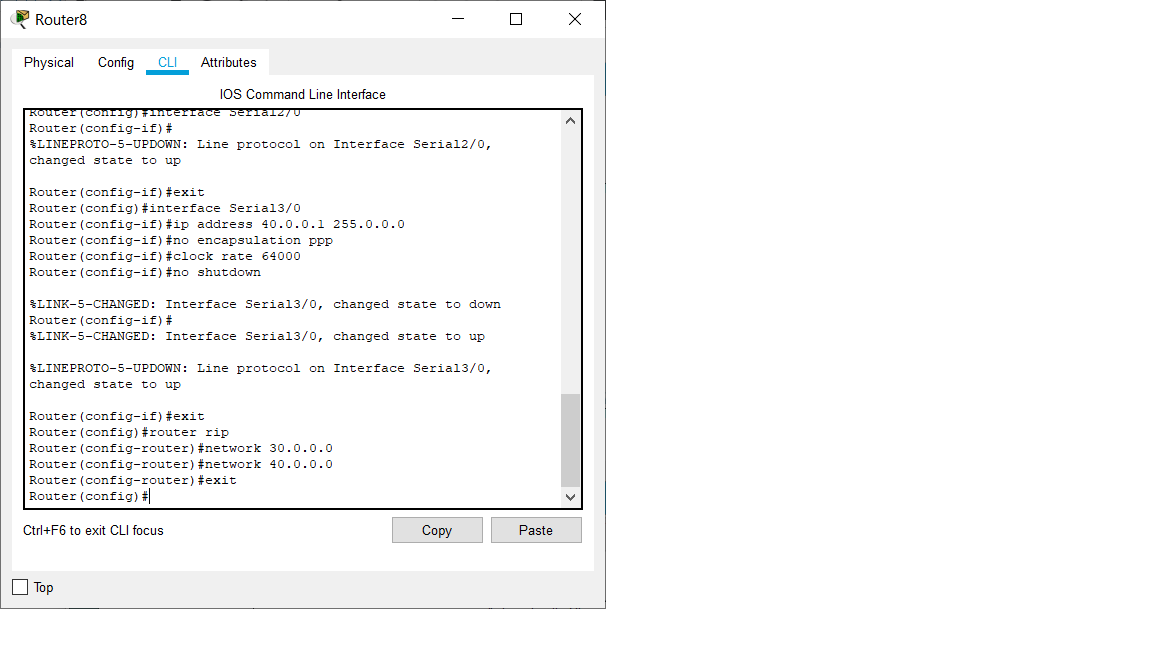 Router8
Physical Config CLI Attributes
IOS Command Line Interface
Router(config)#interface Serial2/0
Router(config-if)#
%LINEPROTO-5-UPDOWN: Line protocol on Interface Serial2/0,
changed state to up
Router(config-if)#exit
Router(config)#interface Serial3/0
Router(config-if)#ip address 40.0.0.1 255.0.0.0
Router(config-if)#no encapsulation ppp
Router(config-if)#clock rate 64000
Router(config-if)#no shutdown
%LINK-5-CHANGED: Interface Serial3/0, changed state to down
Router(config-if)#
%LINK-5-CHANGED: Interface Serial3/0, changed state to up
%LINEPROTO-5-UPDOWN: Line protocol on Interface Serial3/0,
changed state to up
Router(config-if)#exit
Router(config)#router rip
Router(config-router)#network 30.0.0.0
Router(config-router)#network 40.0.0.0
Router(config-router)#exit
Router(config)#
Ctrl+F6 to exit CLI focus
Copy Paste
Top